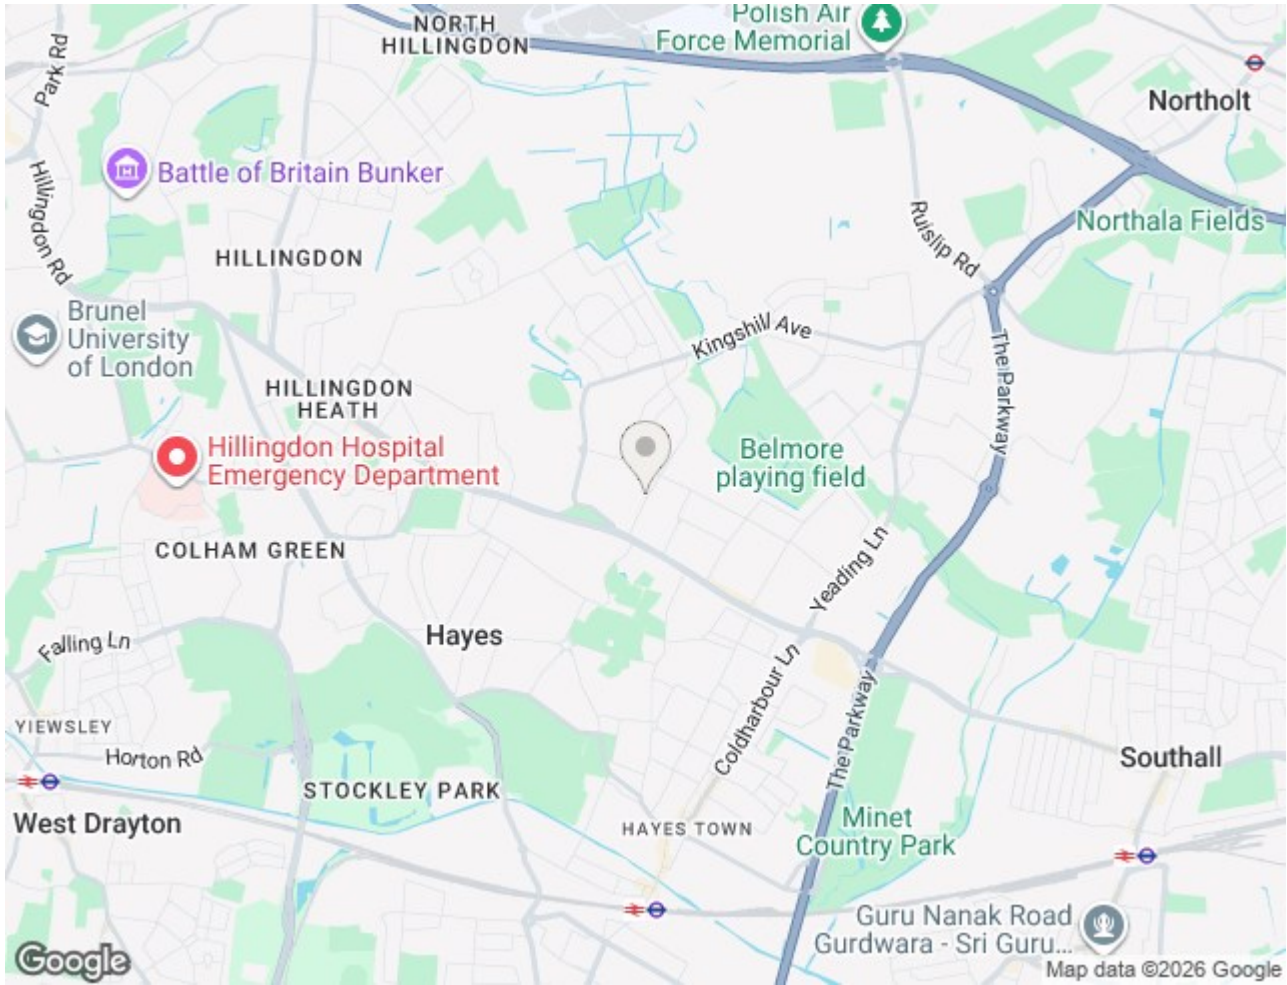 NORTH
HILLINGDON
Polish Air
Force Memorial
Park Rd
Northolt
Battle of Britain Bunker
Hillingdon Rd
Ruislip Rd
Northala Fields
HILLINGDON
Brunel
University
of London
Kingshill Ave
The Parkway
HILLINGDON
HEATH
Hillingdon Hospital
Emergency Department
Belmore
playing field
COLHAM GREEN
Yeading Ln
Falling Ln
Hayes
Coldharbour Ln
The Parkway
YIEWSLEY
Horton Rd
STOCKLEY PARK
Southall
West Drayton
HAYES TOWN
Minet
Country Park
Guru Nanak Road
Gurdwara - Sri Guru...
Google
Map data ©2026 Google